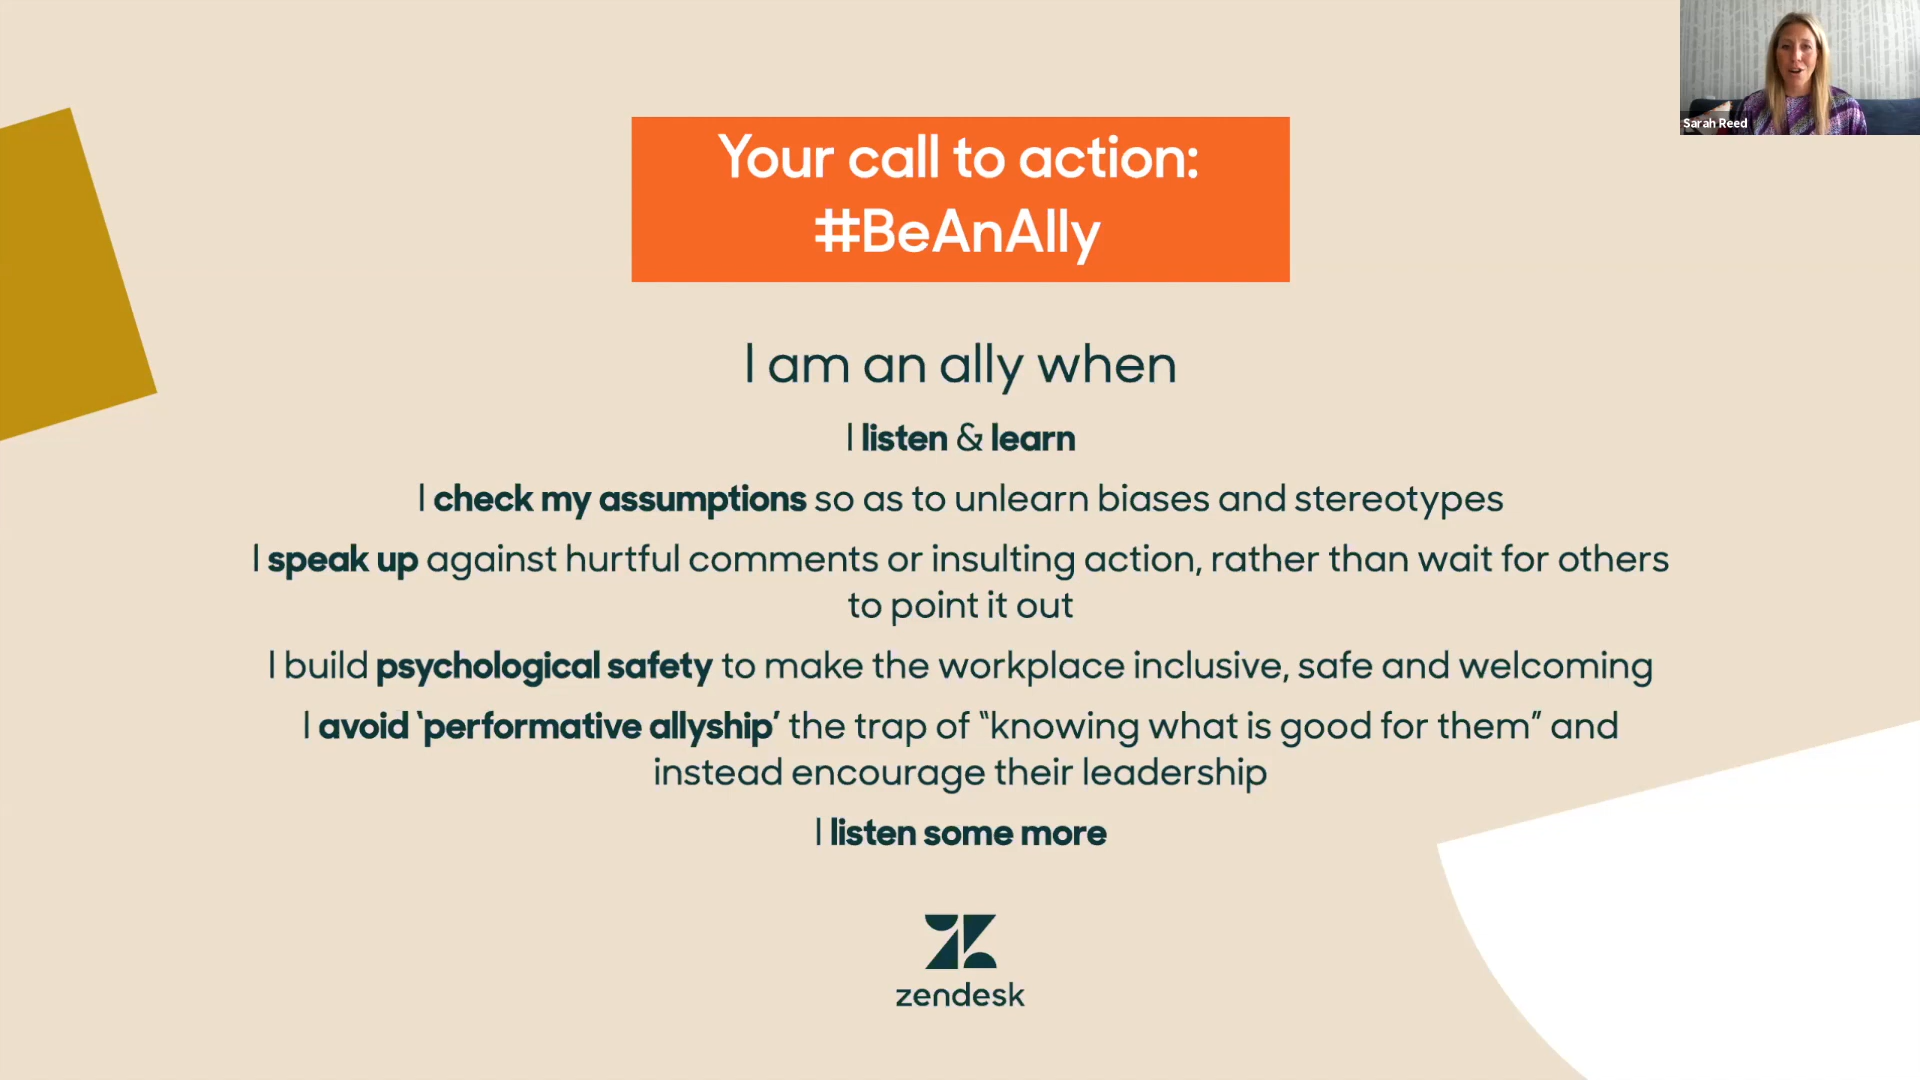 Sarah Reed
Your call to action:
#BeAnAlly
I am an ally when
I listen & learn
I check my assumptions so as to unlearn biases and stereotypes
I speak up against hurtful comments or insulting action, rather than wait for others
to point it out
I build psychological safety to make the workplace inclusive, safe and welcoming
I avoid ‘performative allyship’ the trap of “knowing what is good for them” and
instead encourage their leadership
I listen some more
zendesk